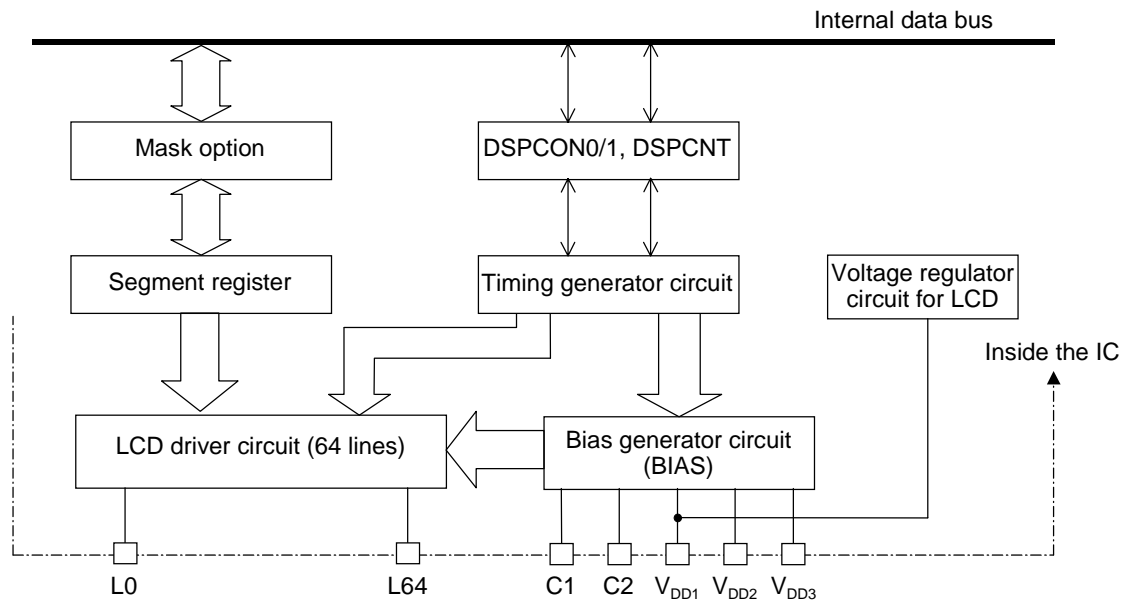 Internal data bus
Mask option
DSPCON0/1, DSPCNT
Segment register
Timing generator circuit
Voltage regulator
circuit for LCD
Inside the IC
LCD driver circuit (64 lines)
Bias generator circuit
(BIAS)
L0
L64
C1
C2
VDD1
VDD2
VDD3